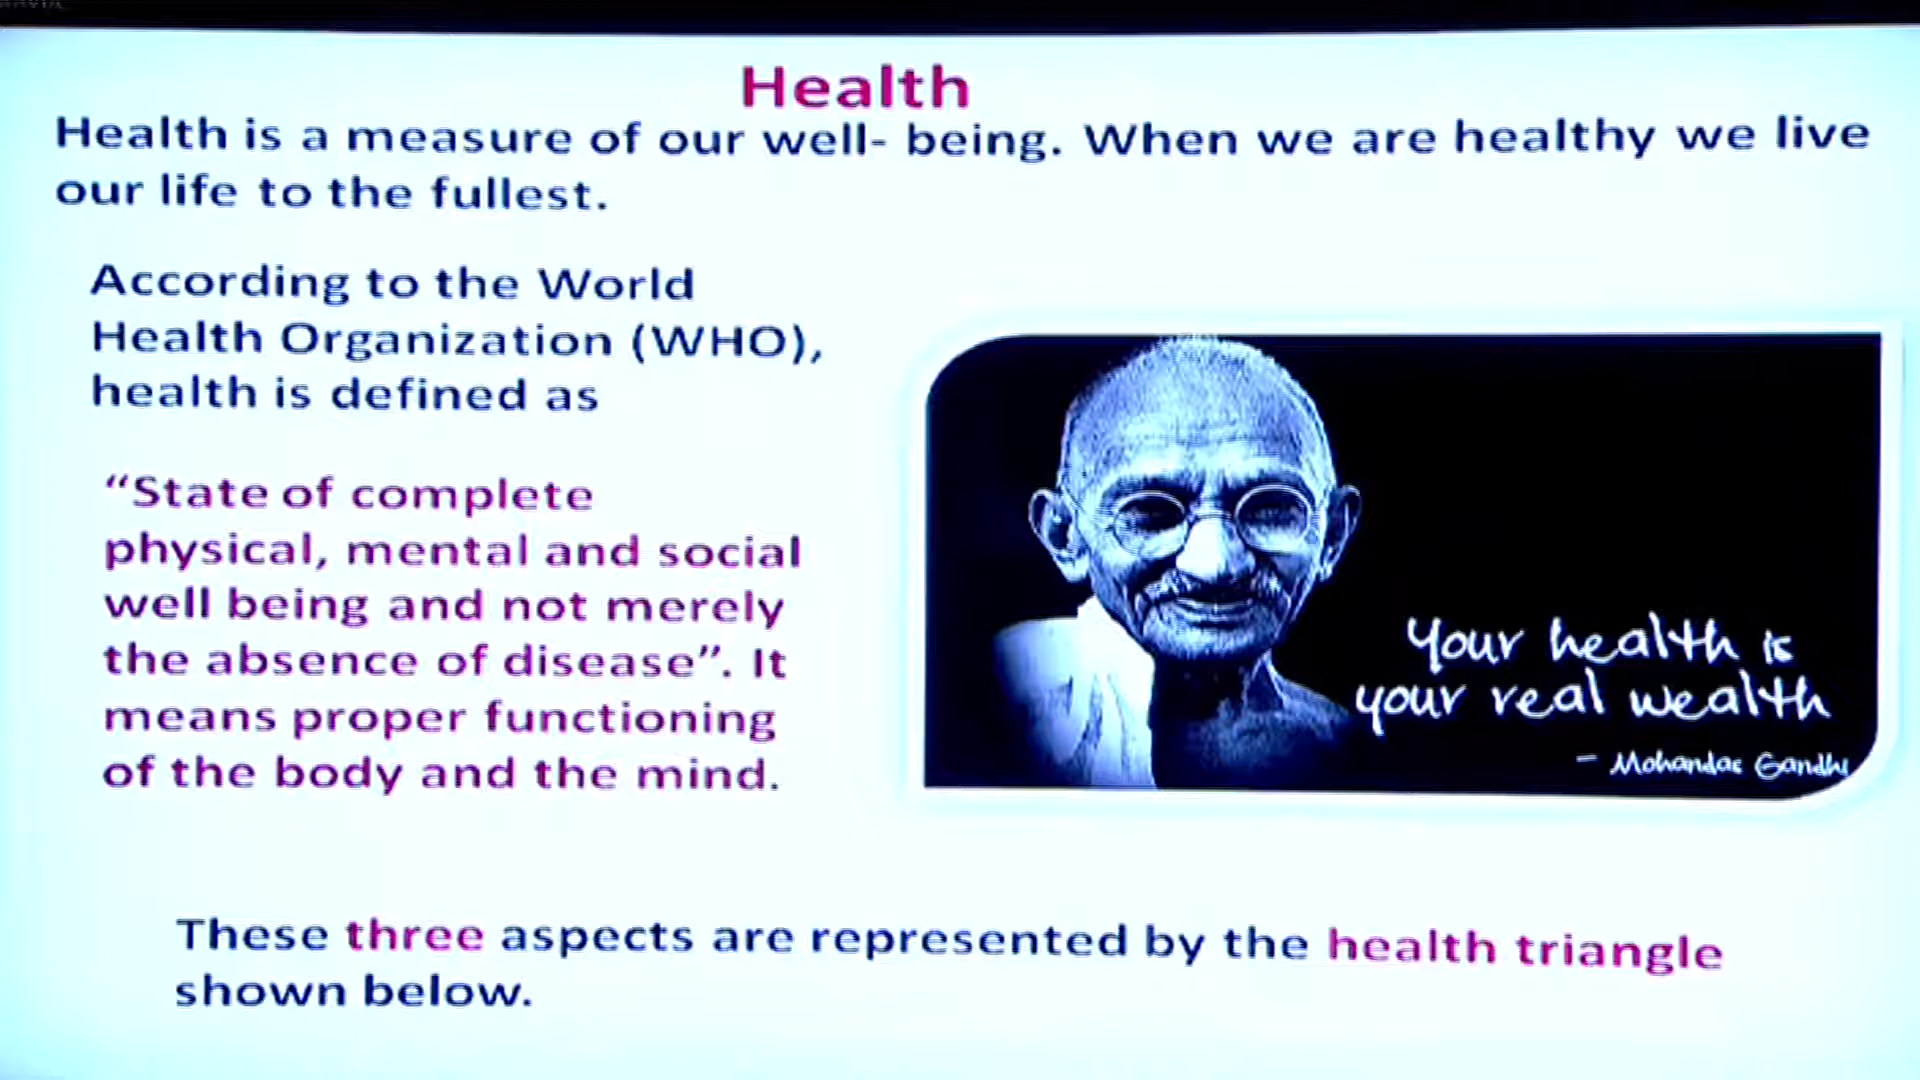 Health
Health is a measure of our well- being. When we are healthy we live
our life to the fullest.
According to the World
Health Organization (WHO),
health is defined as
“State of complete
physical, mental and social
well being and not merely
the absence of disease”. It
means proper functioning
of the body and the mind.
Your health is
your real wealth
– Mohandas Gandhi
These three aspects are represented by the health triangle
shown below.